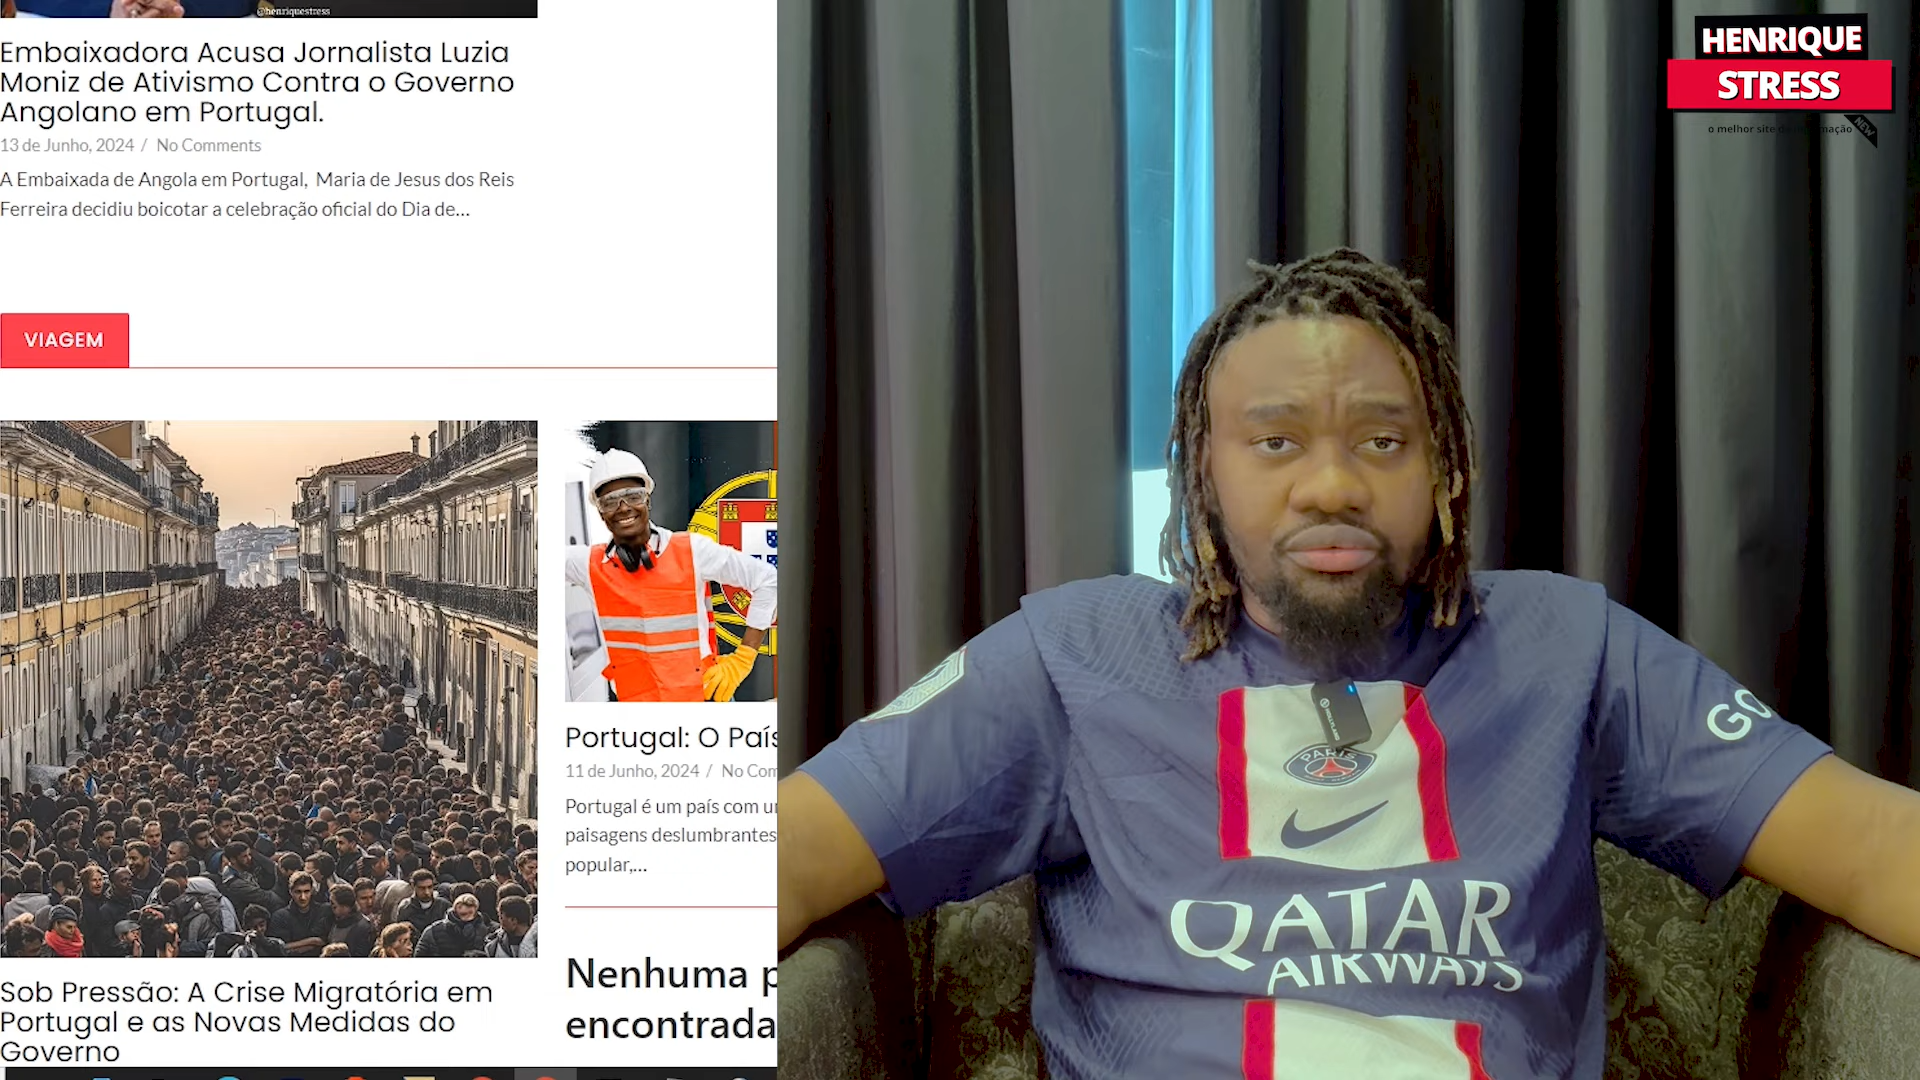 @henriquestress
Embaixadora Acusa Jornalista Luzia
Moniz de Ativismo Contra o Governo
Angolano em Portugal.
13 de Junho, 2024 / No Comments
A Embaixada de Angola em Portugal, Maria de Jesus dos Reis
Ferreira decidiu boicotar a celebração oficial do Dia de...
VIAGEM
Sob Pressão: A Crise Migratória em
Portugal e as Novas Medidas do
Governo
Portugal: O País
11 de Junho, 2024 / No Com
Portugal é um país com u
paisagens deslumbrantes
popular,...
Nenhuma p
encontrada
HENRIQUE
STRESS
o melhor site de informação
NEW
GO
PARIS
QATAR
AIRWAYS